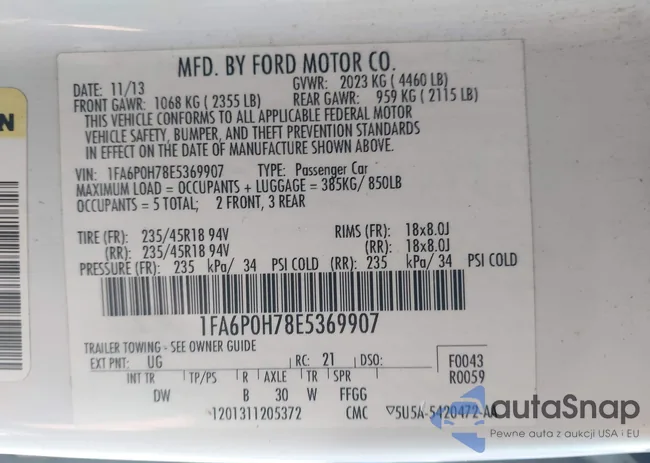 MFD. BY FORD MOTOR CO.
DATE: 11/13 GVWR: 2023 KG ( 4460 LB)
FRONT GAWR: 1068 KG ( 2355 LB) REAR GAWR: 959 KG ( 2115 LB)
THIS VEHICLE CONFORMS TO ALL APPLICABLE FEDERAL MOTOR
VEHICLE SAFETY, BUMPER, AND THEFT PREVENTION STANDARDS
IN EFFECT ON THE DATE OF MANUFACTURE SHOWN ABOVE.
VIN: 1FA6P0H78E5369907 TYPE: Passenger Car
MAXIMUM LOAD = OCCUPANTS + LUGGAGE = 385KG/ 850LB
OCCUPANTS = 5 TOTAL; 2 FRONT, 3 REAR
TIRE (FR): 235/45R18 94V RIMS (FR): 18x8.0J
(RR): 235/45R18 94V (RR): 18x8.0J
PRESSURE (FR): 235 kPa/ 34 PSI COLD (RR): 235 kPa/ 34 PSI COLD
1FA6P0H78E5369907
TRAILER TOWING - SEE OWNER GUIDE
EXT PNT: UG RC: 21 DSO: F0043
INT TR TP/PS R AXLE TR SPR R0059
DW B 30 W FFGG
1201311205372 CMC 5U5A-5420472-AA
autaSnap
Pewne auta z aukcji USA i EU